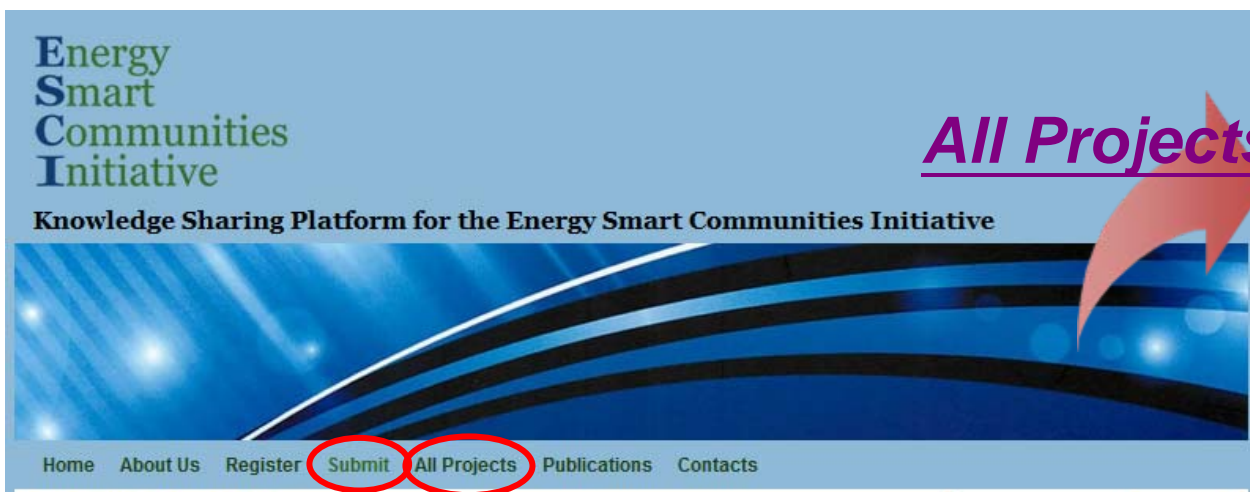 Energy
Smart
Communities
Initiative
All Projects
Knowledge Sharing Platform for the Energy Smart Communities Initiative
Home About Us Register Submit All Projects Publications Contacts